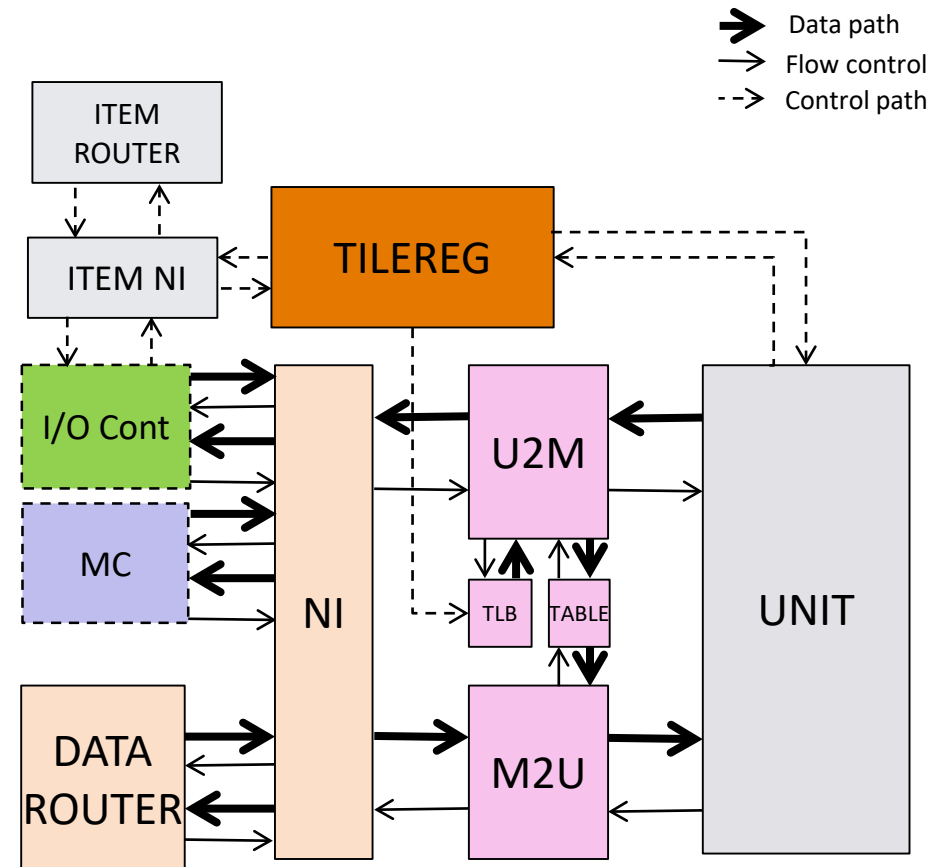 Data path
Flow control
Control path
ITEM
ROUTER
TILEREG
ITEM NI
I/O Cont
U2M
MC
NI
TLB
TABLE
UNIT
DATA
ROUTER
M2U